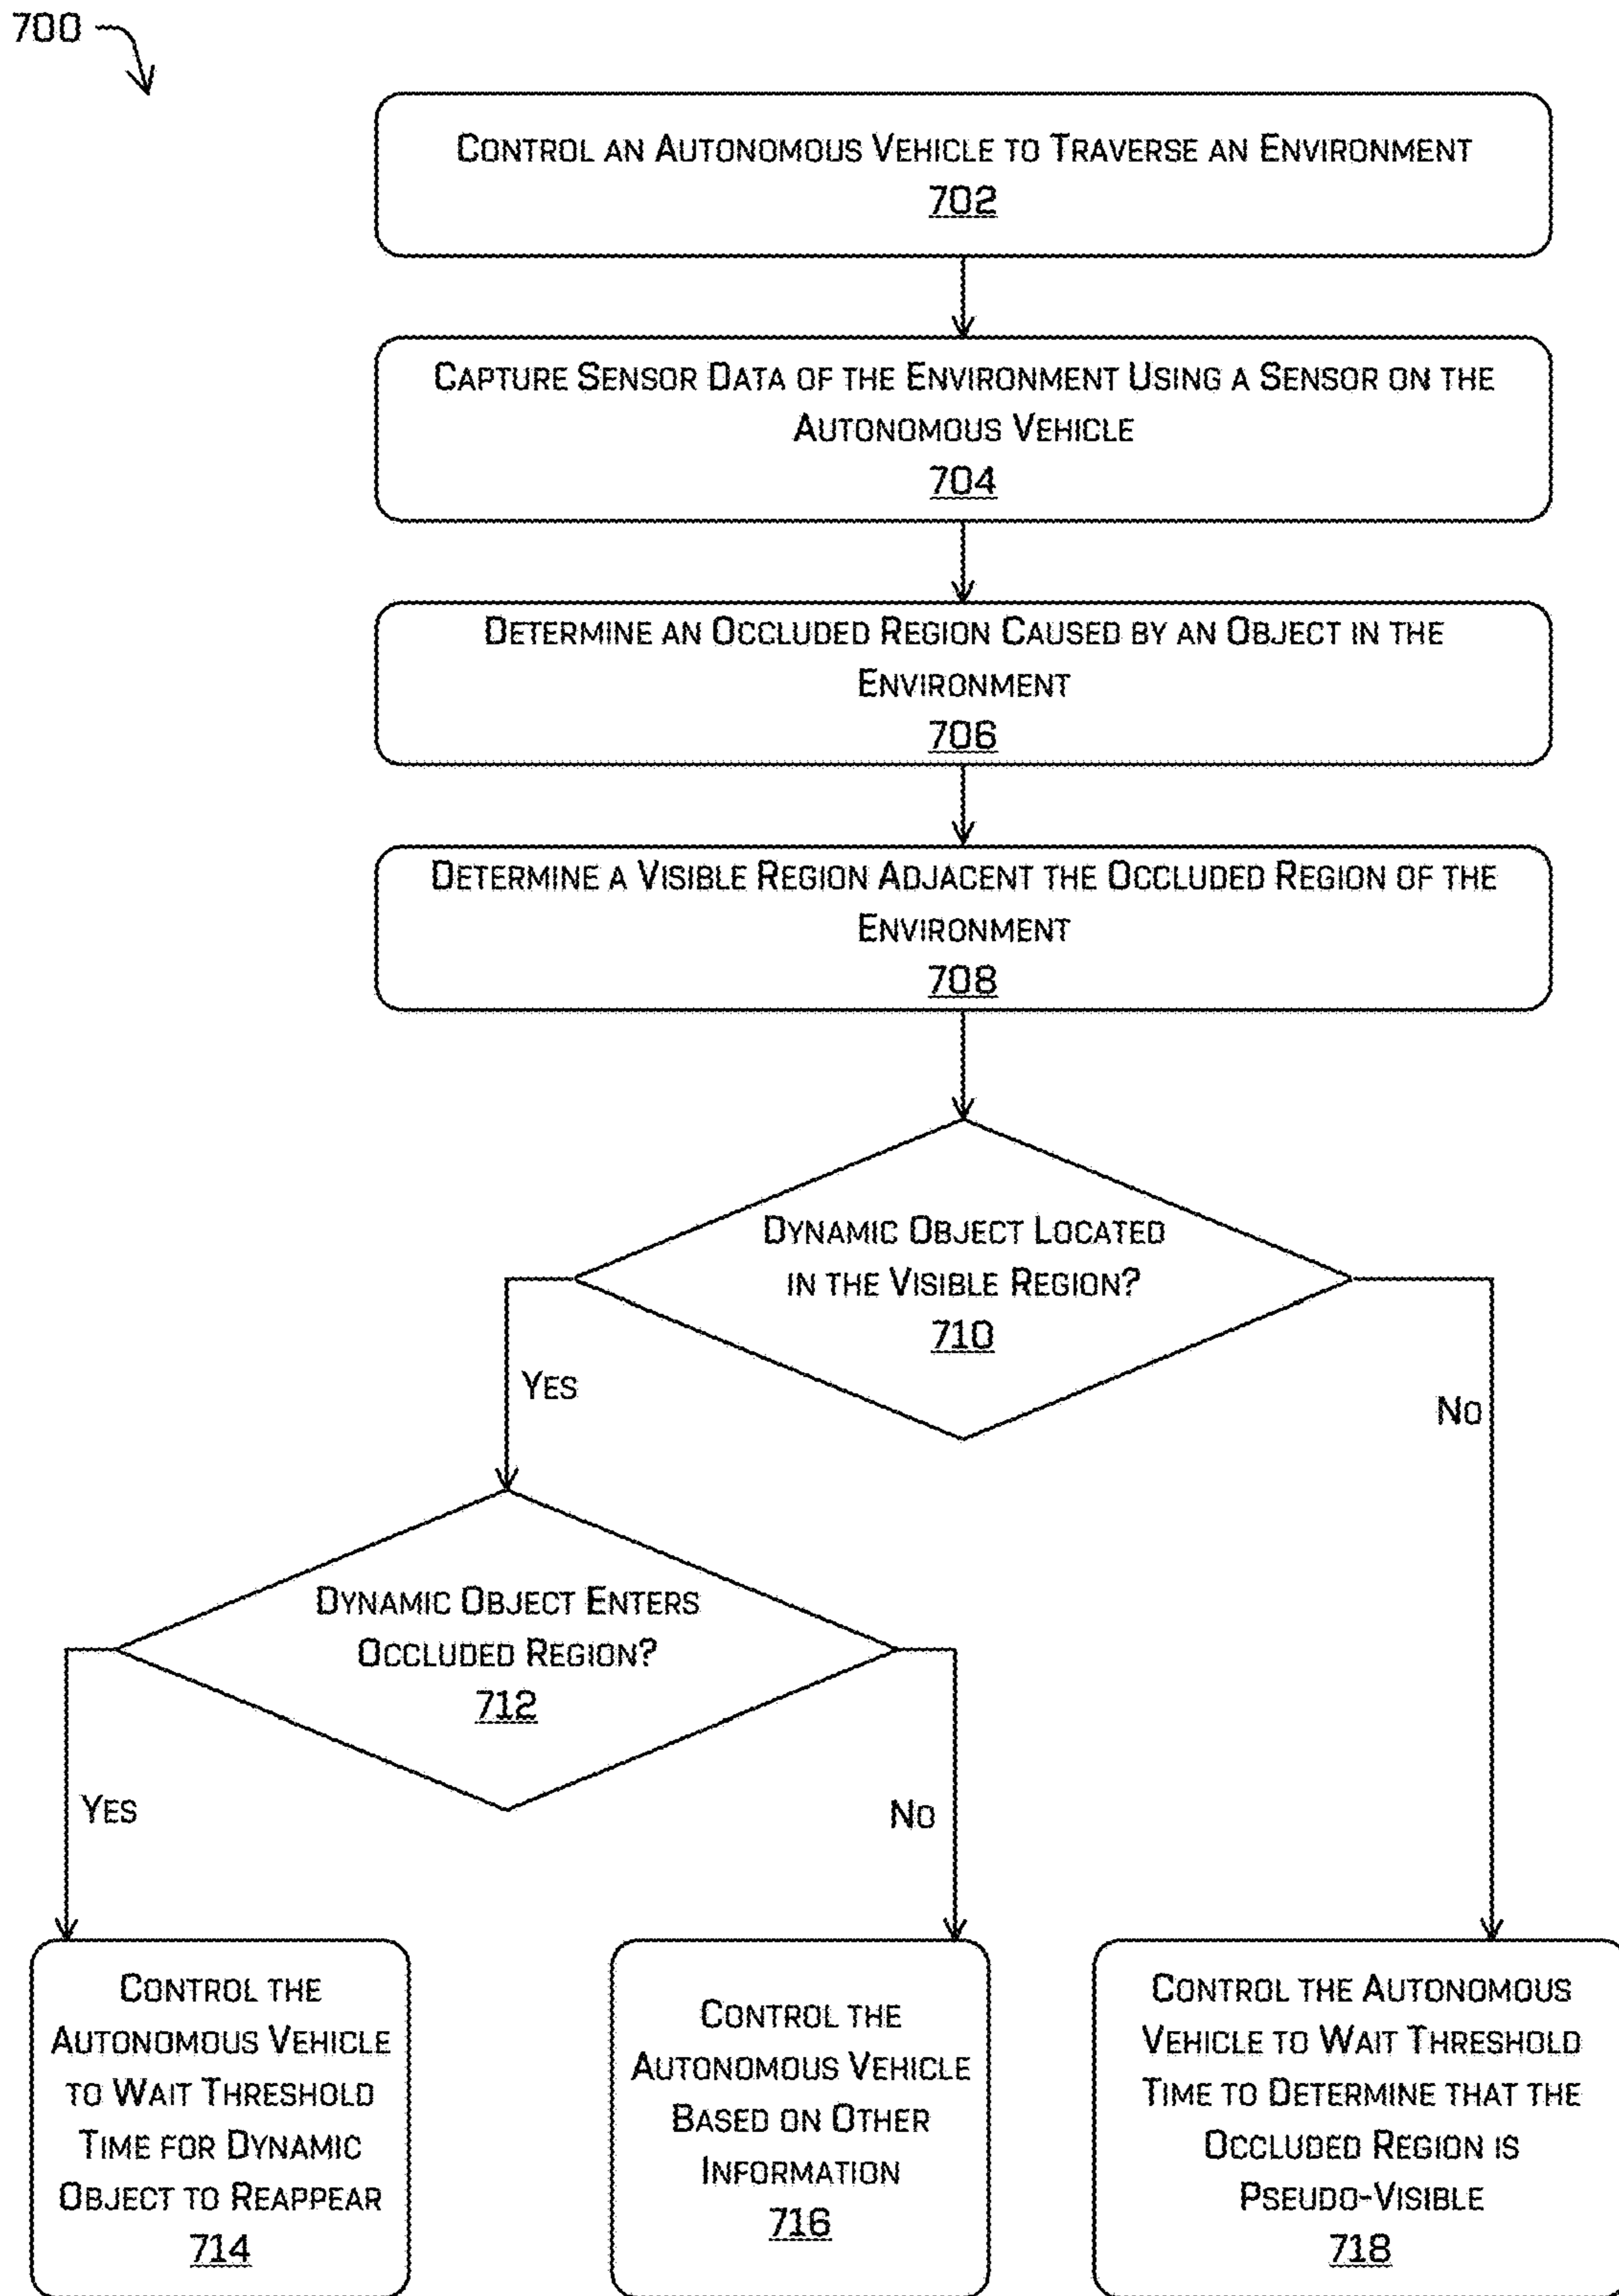 700
Control an Autonomous Vehicle to Traverse an Environment
702
Capture Sensor Data of the Environment Using a Sensor on the
Autonomous Vehicle
704
Determine an Occluded Region Caused by an Object in the
Environment
706
Determine a Visible Region Adjacent the Occluded Region of the
Environment
708
Dynamic Object Located
in the Visible Region?
710
Yes
No
Dynamic Object Enters
Occluded Region?
712
Yes
No
Control the
Autonomous Vehicle
to Wait Threshold
Time for Dynamic
Object to Reappear
714
Control the
Autonomous Vehicle
Based on Other
Information
716
Control the Autonomous
Vehicle to Wait Threshold
Time to Determine that the
Occluded Region is
Pseudo-Visible
718